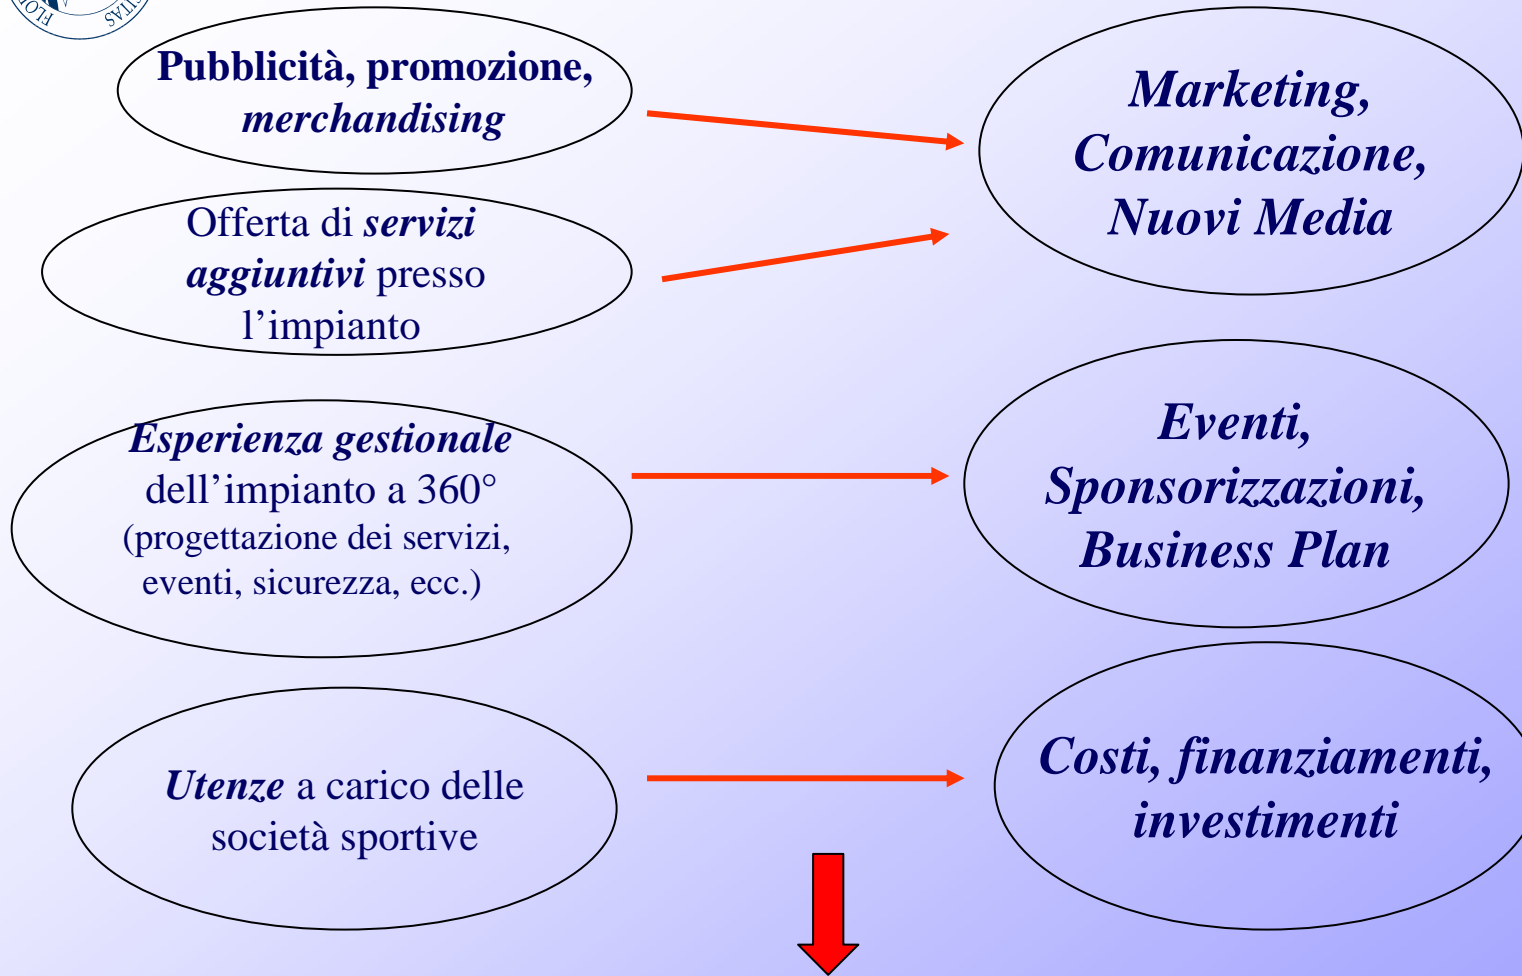 Pubblicità, promozione,
merchandising
Marketing,
Comunicazione,
Nuovi Media
Offerta di servizi
aggiuntivi presso
l’impianto
Esperienza gestionale
dell’impianto a 360°
(progettazione dei servizi,
eventi, sicurezza, ecc.)
Eventi,
Sponsorizzazioni,
Business Plan
Utenze a carico delle
società sportive
Costi, finanziamenti,
investimenti